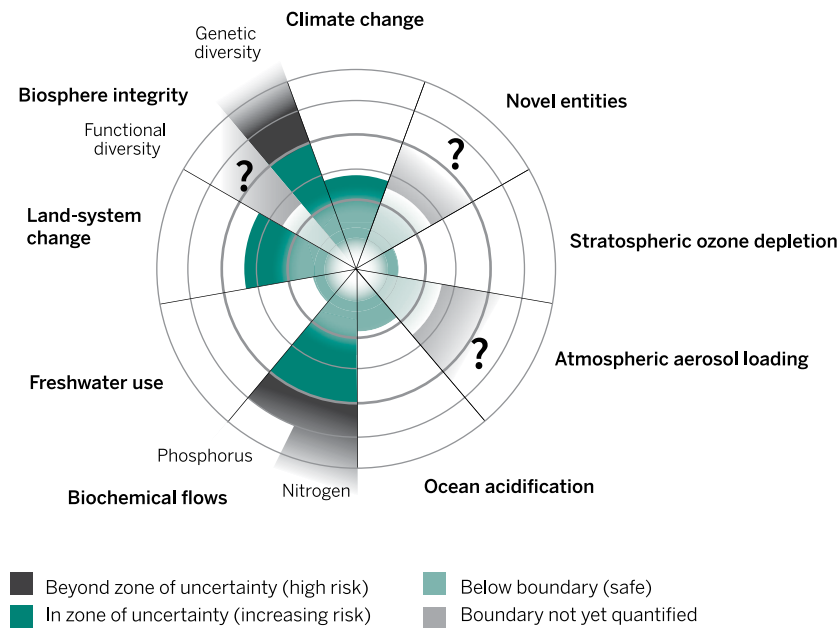 Climate change
Genetic
diversity
Biosphere integrity
Novel entities
Functional
diversity
?
?
Land-system
change
Stratospheric ozone depletion
?
Atmospheric aerosol loading
Freshwater use
Phosphorus
Nitrogen
Ocean acidification
Biochemical flows
Beyond zone of uncertainty (high risk)
Below boundary (safe)
In zone of uncertainty (increasing risk)
Boundary not yet quantified